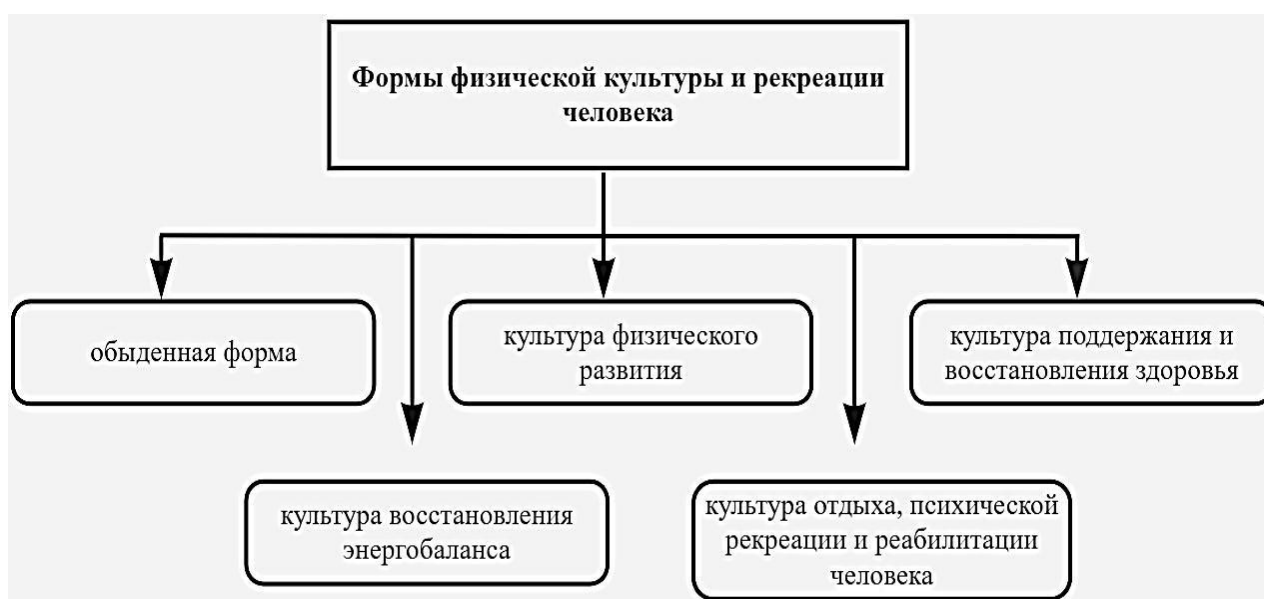 Формы физической культуры и рекреации
человека
обыденная форма
культура физического
развития
культура поддержания и
восстановления здоровья
культура восстановления
энергобаланса
культура отдыха, психической
рекреации и реабилитации
человека